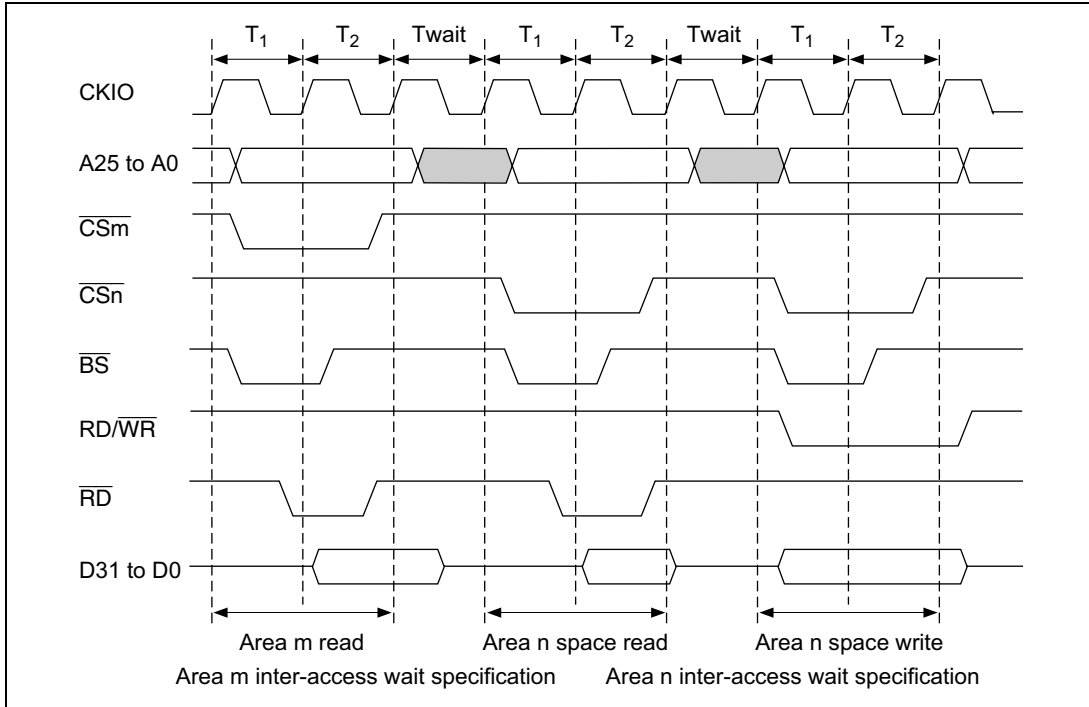 T1 T2 Twait T1 T2 Twait T1 T2
CKIO
A25 to A0
CSm
CSn
BS
RD/WR
RD
D31 to D0
Area m read Area n space read Area n space write
Area m inter-access wait specification Area n inter-access wait specification